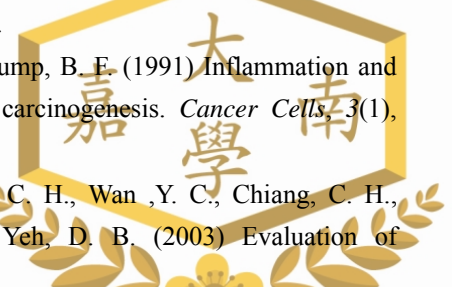 ump, B. F. (1991) Inflammation and
carcinogenesis. Cancer Cells, 3(1),
C. H., Wan ,Y. C., Chiang, C. H.,
Yeh, D. B. (2003) Evaluation of
大
嘉 南
學